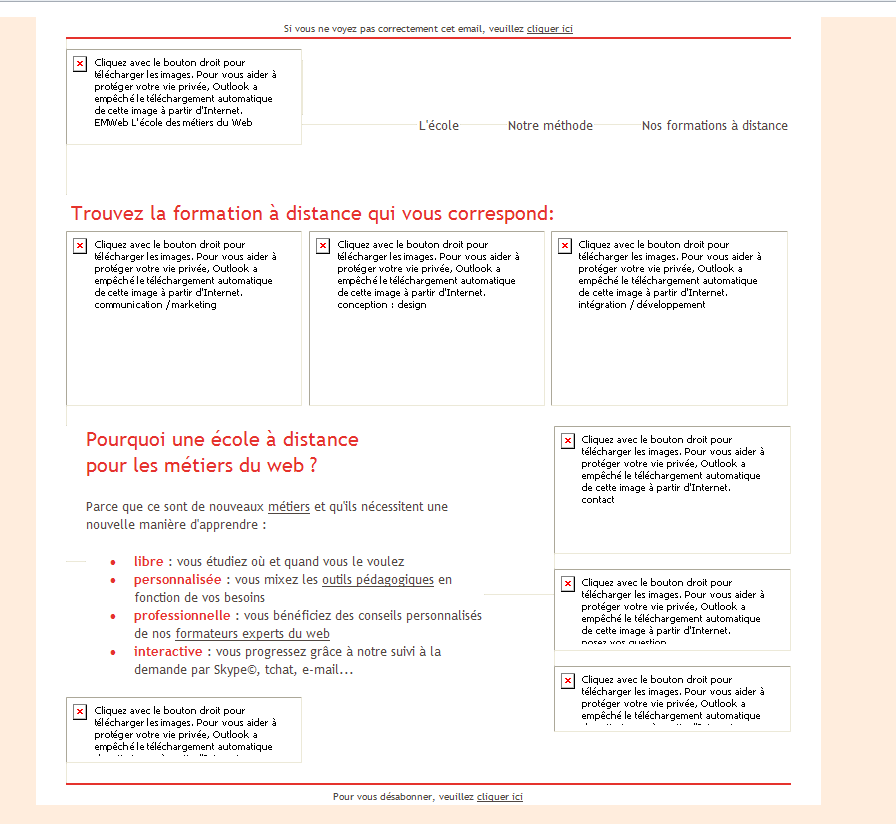 Si vous ne voyez pas correctement cet email, veuillez cliquer ici
Cliquez avec le bouton droit pour
télécharger les images. Pour vous aider à
protéger votre vie privée, Outlook a
empêché le téléchargement automatique
de cette image à partir d'Internet.
EMWeb L'école des métiers du Web
L'école Notre méthode Nos formations à distance
Trouvez la formation à distance qui vous correspond:
Cliquez avec le bouton droit pour
télécharger les images. Pour vous aider à
protéger votre vie privée, Outlook a
empêché le téléchargement automatique
de cette image à partir d'Internet.
communication / marketing
Cliquez avec le bouton droit pour
télécharger les images. Pour vous aider à
protéger votre vie privée, Outlook a
empêché le téléchargement automatique
de cette image à partir d'Internet.
conception : design
Cliquez avec le bouton droit pour
télécharger les images. Pour vous aider à
protéger votre vie privée, Outlook a
empêché le téléchargement automatique
de cette image à partir d'Internet.
intégration / développement
Pourquoi une école à distance
pour les métiers du web ?
Parce que ce sont de nouveaux métiers et qu'ils nécessitent une
nouvelle manière d'apprendre :
• libre : vous étudiez où et quand vous le voulez
• personnalisée : vous mixez les outils pédagogiques en
fonction de vos besoins
• professionnelle : vous bénéficiez des conseils personnalisés
de nos formateurs experts du web
• interactive : vous progressez grâce à notre suivi à la
demande par Skype©, tchat, e-mail...
Cliquez avec le bouton droit pour
télécharger les images. Pour vous aider à
protéger votre vie privée, Outlook a
empêché le téléchargement automatique
Cliquez avec le bouton droit pour
télécharger les images. Pour vous aider à
protéger votre vie privée, Outlook a
empêché le téléchargement automatique
de cette image à partir d'Internet.
contact
Cliquez avec le bouton droit pour
télécharger les images. Pour vous aider à
protéger votre vie privée, Outlook a
empêché le téléchargement automatique
de cette image à partir d'Internet.
posez vos question
Cliquez avec le bouton droit pour
télécharger les images. Pour vous aider à
protéger votre vie privée, Outlook a
empêché le téléchargement automatique
Pour vous désabonner, veuillez cliquer ici